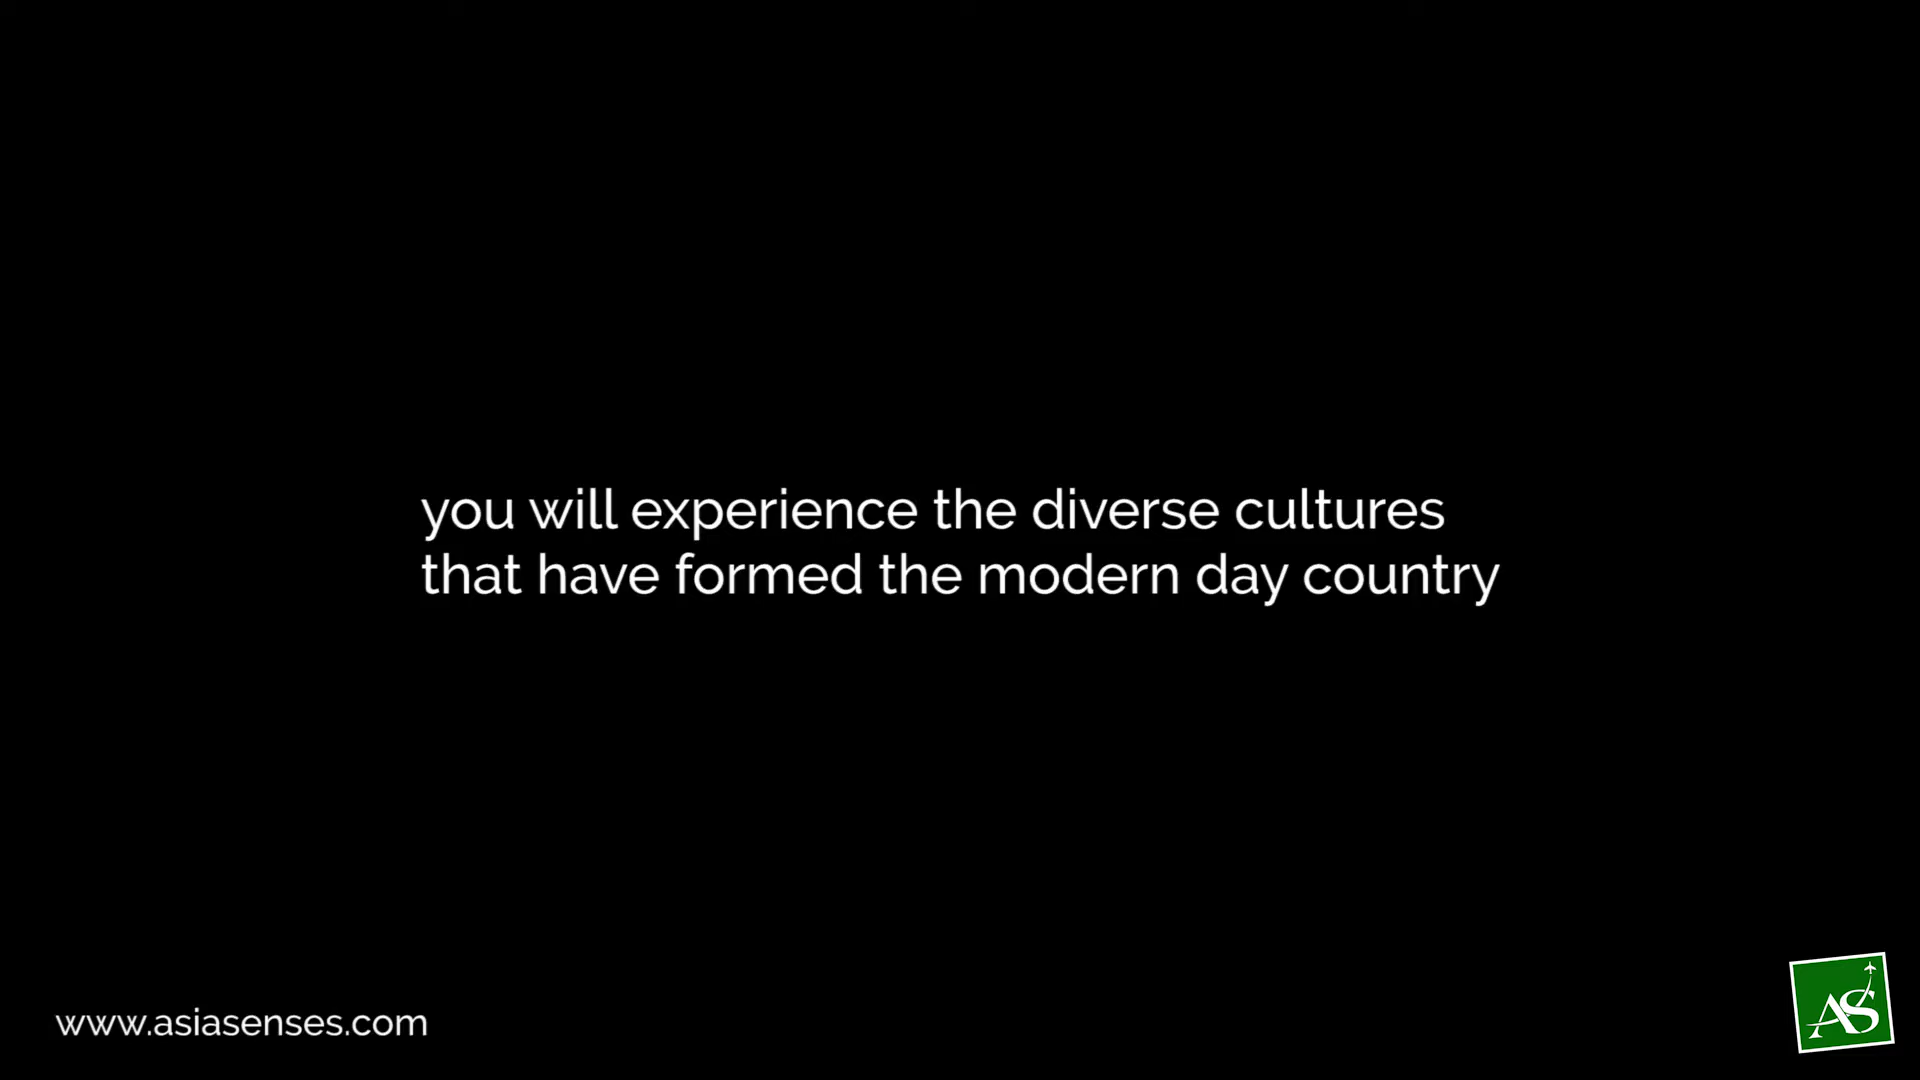 you will experience the diverse cultures
that have formed the modern day country
www.asiasenses.com
AS